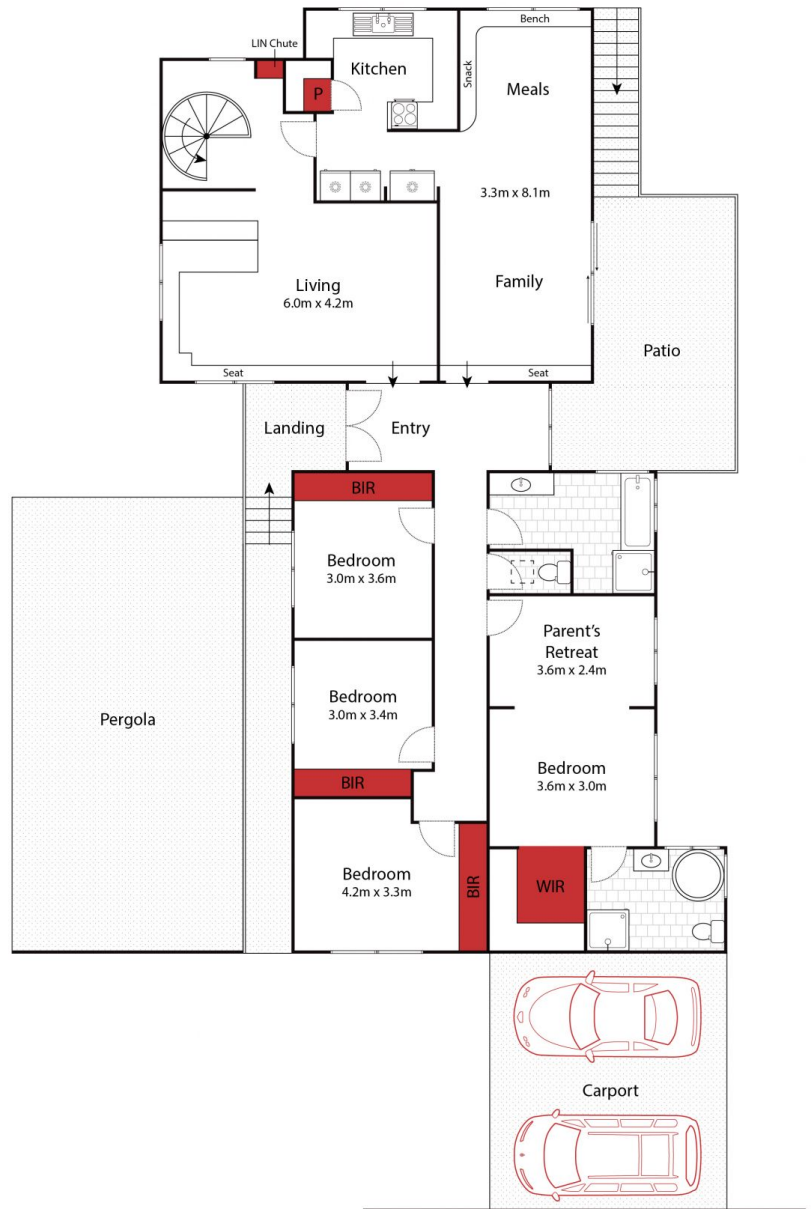 LIN Chute
Bench
Kitchen
Snack
Meals
P
3.3m x 8.1m
Living
6.0m x 4.2m
Family
Patio
Seat
Seat
Landing
Entry
BIR
Bedroom
3.0m x 3.6m
Parent's
Retreat
3.6m x 2.4m
Bedroom
3.0m x 3.4m
Pergola
BIR
Bedroom
3.6m x 3.0m
Bedroom
4.2m x 3.3m
BIR
WIR
Carport